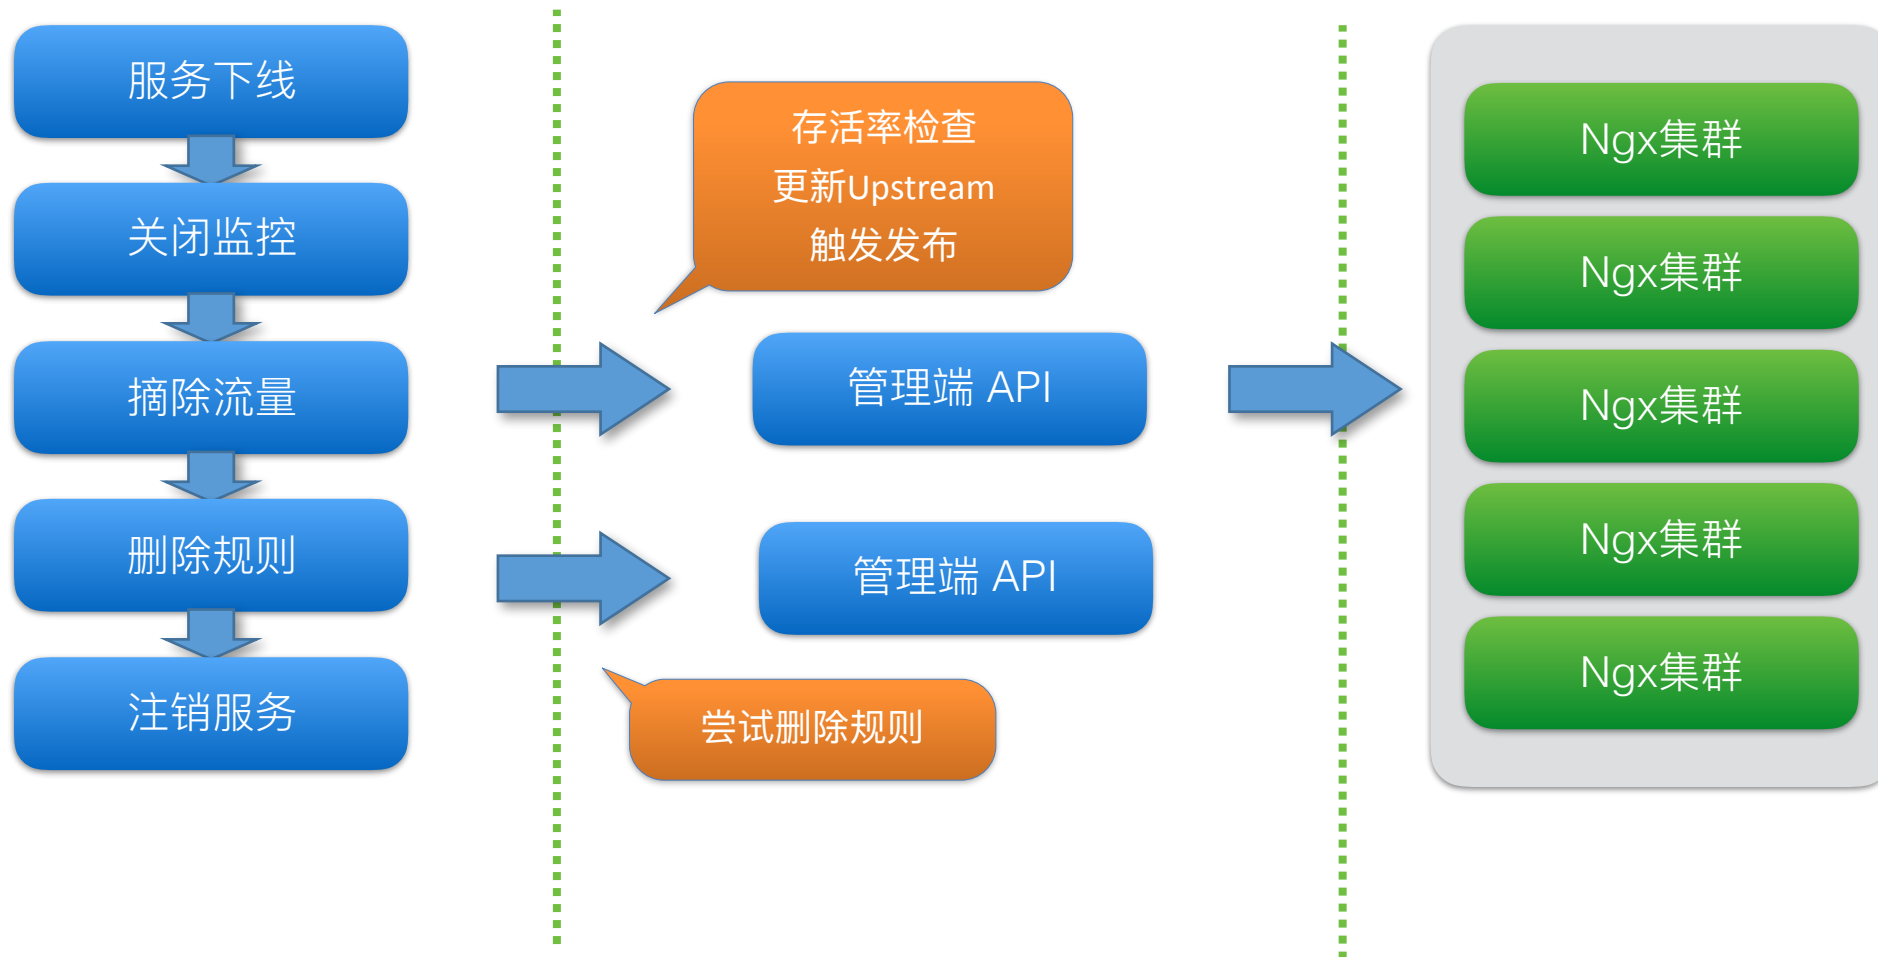 服务下线
关闭监控
摘除流量
删除规则
注销服务
存活率检查
更新Upstream
触发发布
管理端 API
管理端 API
尝试删除规则
Ngx集群
Ngx集群
Ngx集群
Ngx集群
Ngx集群